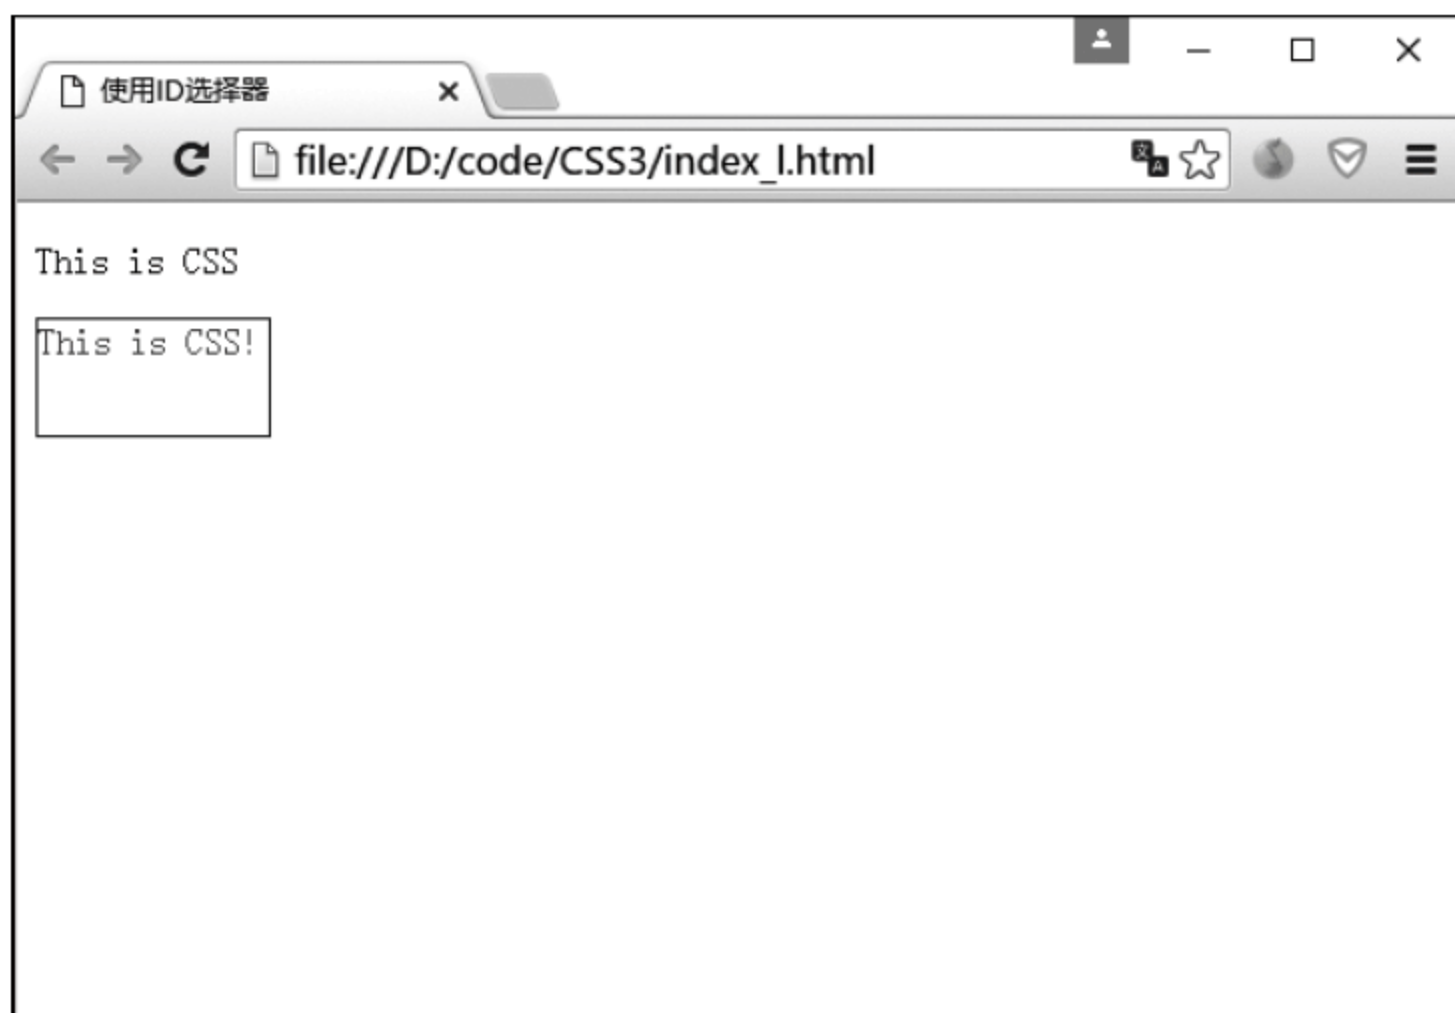 使用ID选择器
file:///D:/code/CSS3/index_l.html
This is CSS
This is CSS!